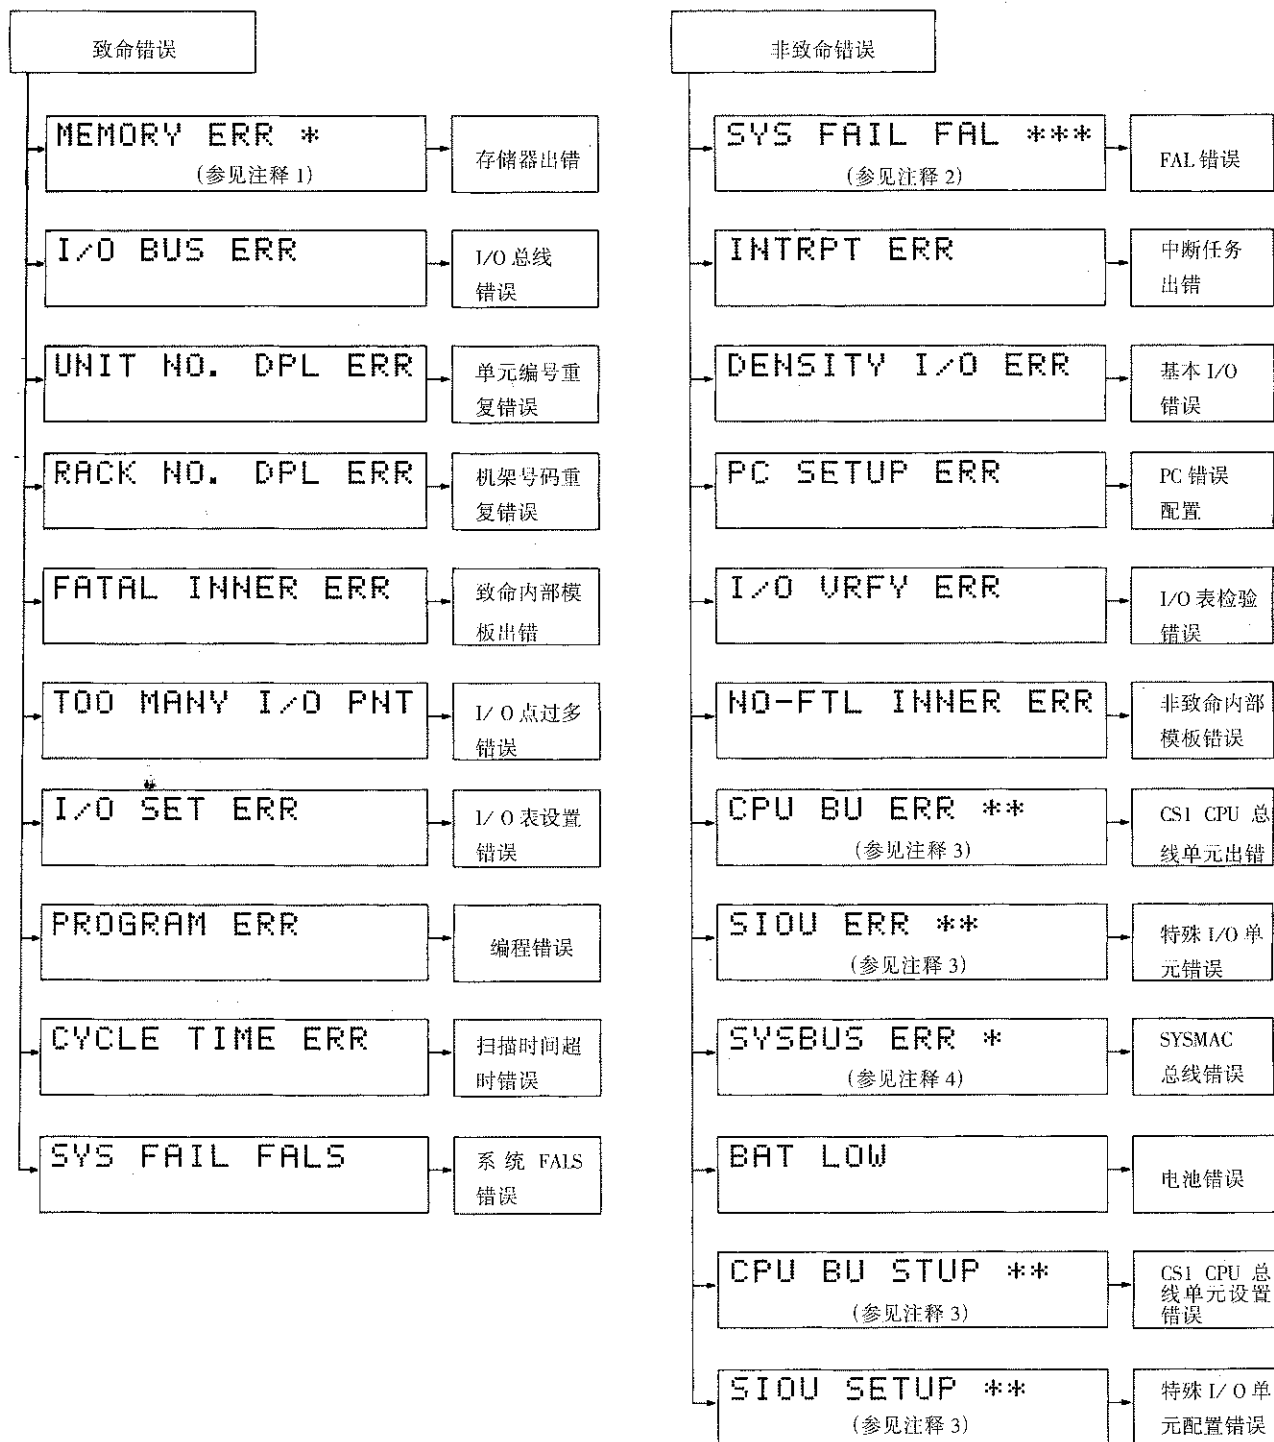 致命错误
MEMORY ERR *
(参见注释 1)
存储器出错
I/O BUS ERR
I/O 总线
错误
UNIT NO. DPL ERR
单元编号重
复错误
RACK NO. DPL ERR
机架号码重
复错误
FATAL INNER ERR
致命内部模
板出错
TOO MANY I/O PNT
I/O 点过多
错误
I/O SET ERR
I/O 表设置
错误
PROGRAM ERR
编程错误
CYCLE TIME ERR
扫描时间超
时错误
SYS FAIL FALS
系统 FALS
错误
非致命错误
SYS FAIL FAL ***
(参见注释 2)
FAL 错误
INTRPT ERR
中断任务
出错
DENSITY I/O ERR
基本 I/O
错误
PC SETUP ERR
PC 错误
配置
I/O VRFY ERR
I/O 表检验
错误
NO-FTL INNER ERR
非致命内部
模板错误
CPU BU ERR **
(参见注释 3)
CS1 CPU 总
线单元出错
SIOU ERR **
(参见注释 3)
特殊 I/O 单
元错误
SYSBUS ERR *
(参见注释 4)
SYSMAC
总线错误
BAT LOW
电池错误
CPU BU STUP **
(参见注释 3)
CS1 CPU 总
线单元设置
错误
SIOU SETUP **
(参见注释 3)
特殊 I/O 单
元配置错误